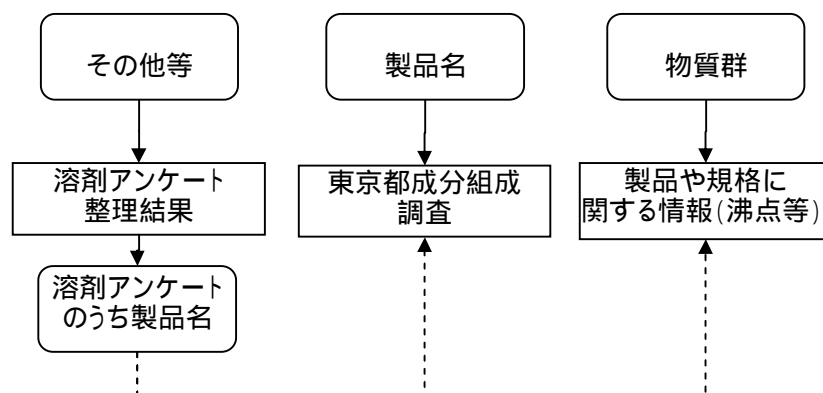 その他等
製品名
物質群
溶剤アンケート
整理結果
東京都成分組成
調査
製品や規格に
関する情報(沸点等)
溶剤アンケート
のうち製品名